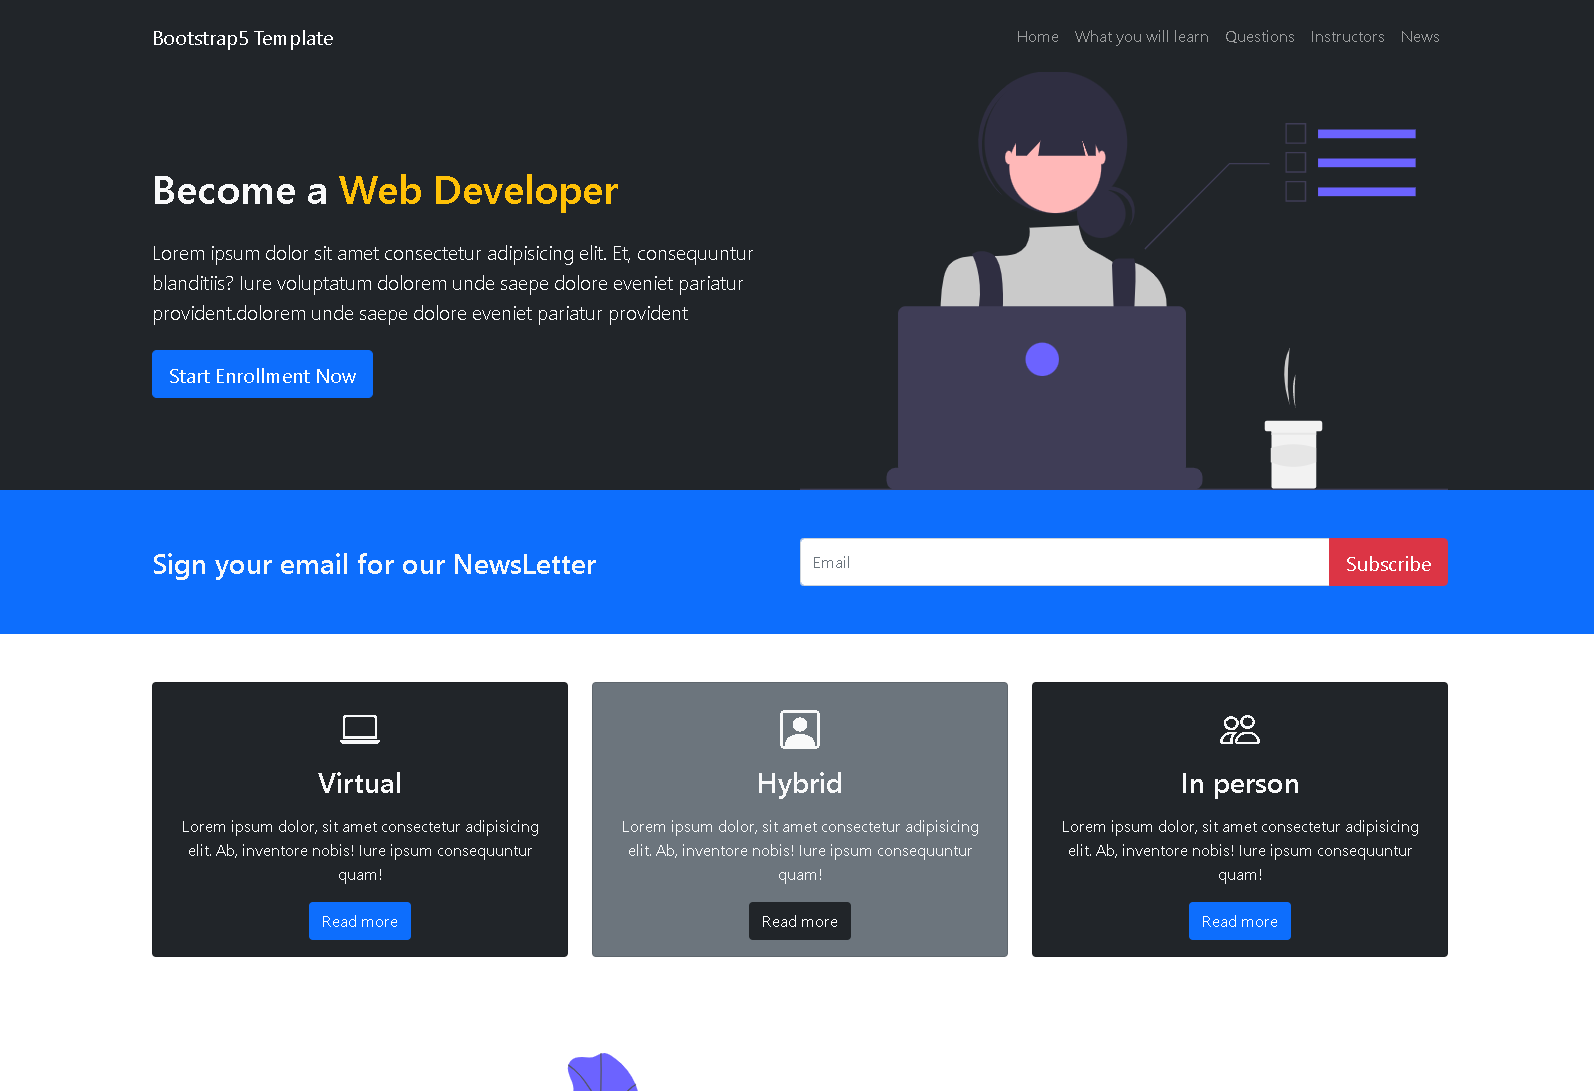 Bootstrap5 Template
Home What you will learn Questions Instructors News
Become a Web Developer
Lorem ipsum dolor sit amet consectetur adipisicing elit. Et, consequuntur
blanditiis? Iure voluptatum dolorem unde saepe dolore eveniet pariatur
provident.dolorem unde saepe dolore eveniet pariatur provident
Start Enrollment Now
Sign your email for our NewsLetter
Email
Subscribe
Virtual
Lorem ipsum dolor, sit amet consectetur adipisicing
elit. Ab, inventore nobis! Iure ipsum consequuntur
quam!
Read more
Hybrid
Lorem ipsum dolor, sit amet consectetur adipisicing
elit. Ab, inventore nobis! Iure ipsum consequuntur
quam!
Read more
In person
Lorem ipsum dolor, sit amet consectetur adipisicing
elit. Ab, inventore nobis! Iure ipsum consequuntur
quam!
Read more